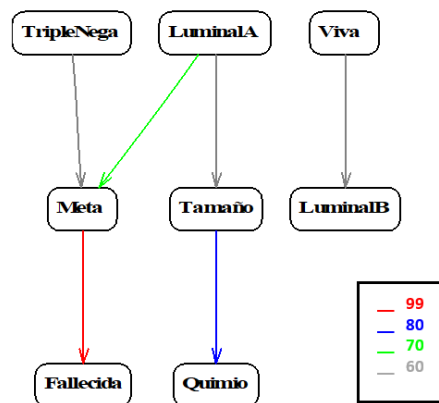 TripleNega
LuminalA
Viva
Meta
Tamaño
LuminalB
Fallecida
Quimio
99
80
70
60